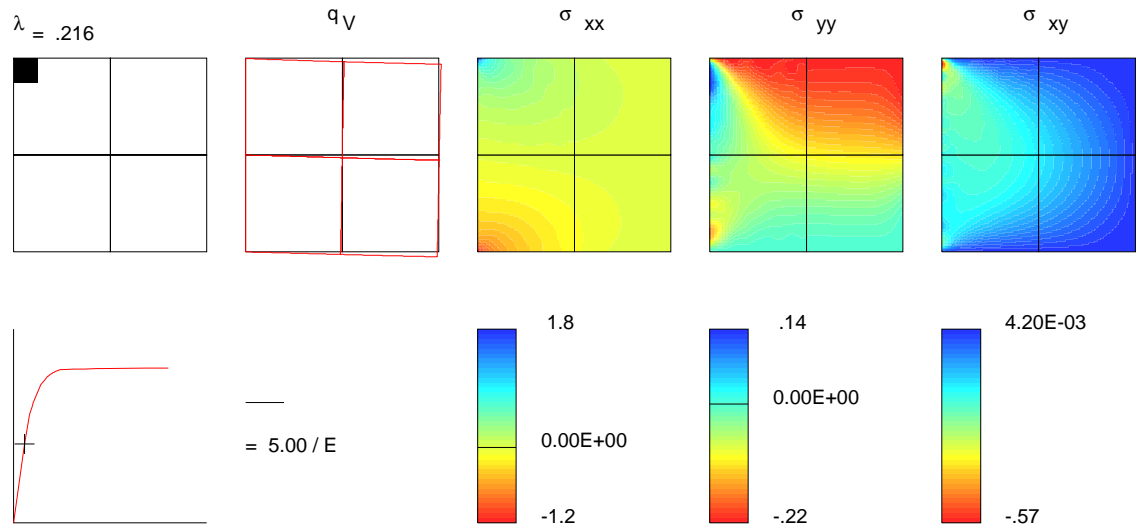 λ = .216
q V
σ xx
σ yy
σ xy
1.8
.14
4.20E-03
0.00E+00
0.00E+00
= 5.00 / E
-1.2
-.22
-.57